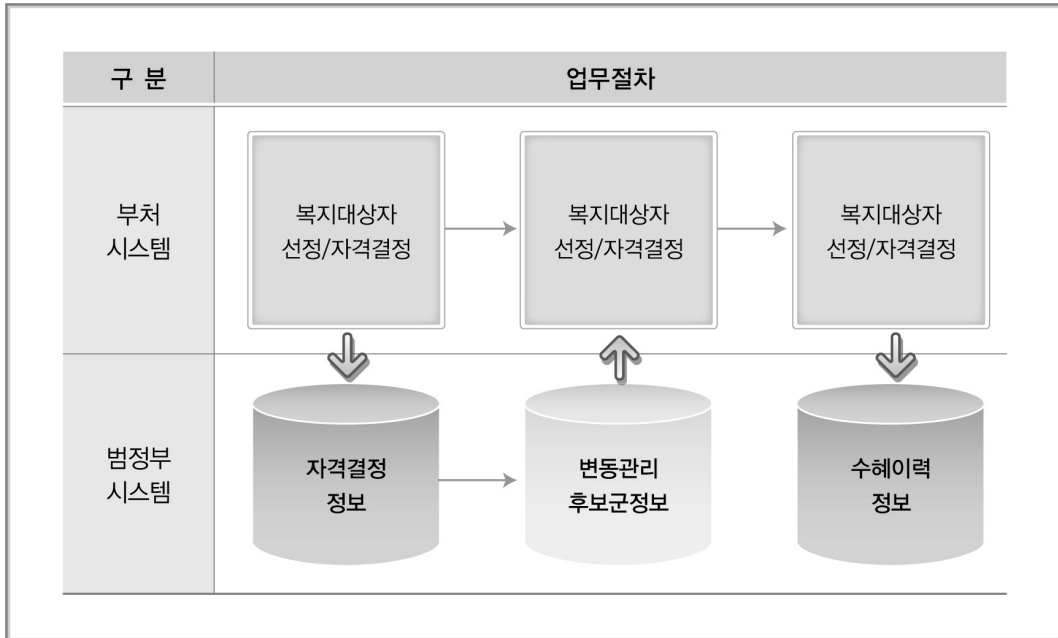 구 분
업무절차
부처
시스템
복지대상자
선정/자격결정
복지대상자
선정/자격결정
복지대상자
선정/자격결정
범정부
시스템
자격결정
정보
변동관리
후보군정보
수혜이력
정보